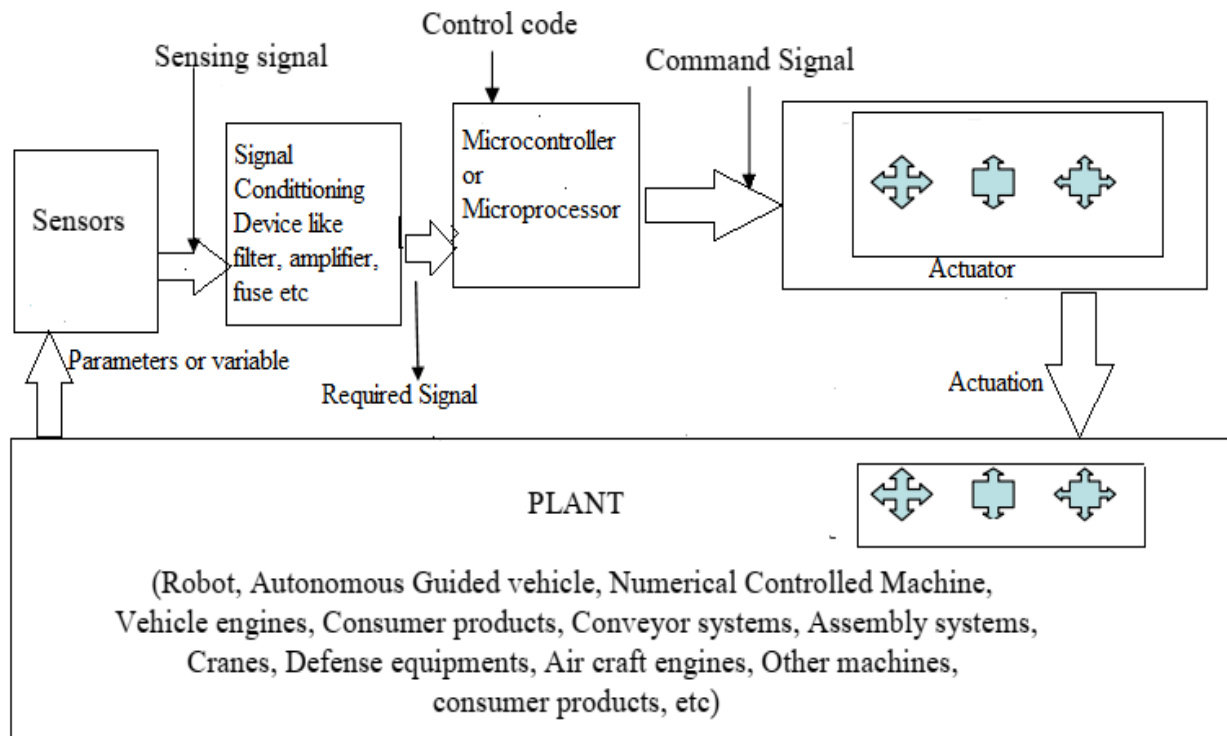 Control code
Sensing signal
Command Signal
Sensors
Signal
Condittioning
Device like
filter, amplifier,
fuse etc
Microcontroller
or
Microprocessor
Actuator
Parameters or variable
Required Signal
Actuation
PLANT
(Robot, Autonomous Guided vehicle, Numerical Controlled Machine,
Vehicle engines, Consumer products, Conveyor systems, Assembly systems,
Cranes, Defense equipments, Air craft engines, Other machines,
consumer products, etc)